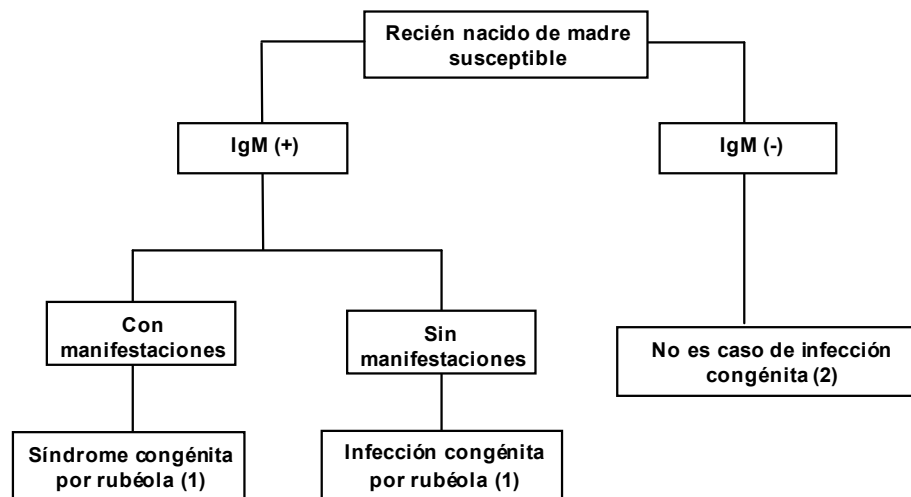 Recién nacido de madre
susceptible
IgM (+)
IgM (-)
Con
manifestaciones
Sin
manifestaciones
No es caso de infección
congénita (2)
Síndrome congénita
por rubéola (1)
Infección congénita
por rubéola (1)